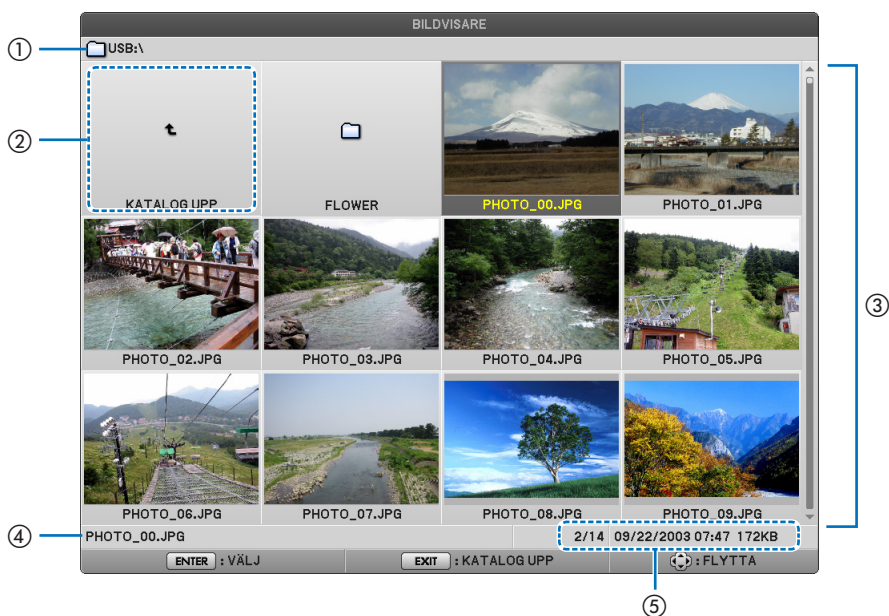 BILDVISARE
① USB:\
②
③
KATALOG UPP FLOWER PHOTO_00.JPG PHOTO_01.JPG
PHOTO_02.JPG PHOTO_03.JPG PHOTO_04.JPG PHOTO_05.JPG
PHOTO_06.JPG PHOTO_07.JPG PHOTO_08.JPG PHOTO_09.JPG
④ PHOTO_00.JPG 2/14 09/22/2003 07:47 172KB
ENTER : VÄLJ EXIT : KATALOG UPP : FLYTTA
⑤